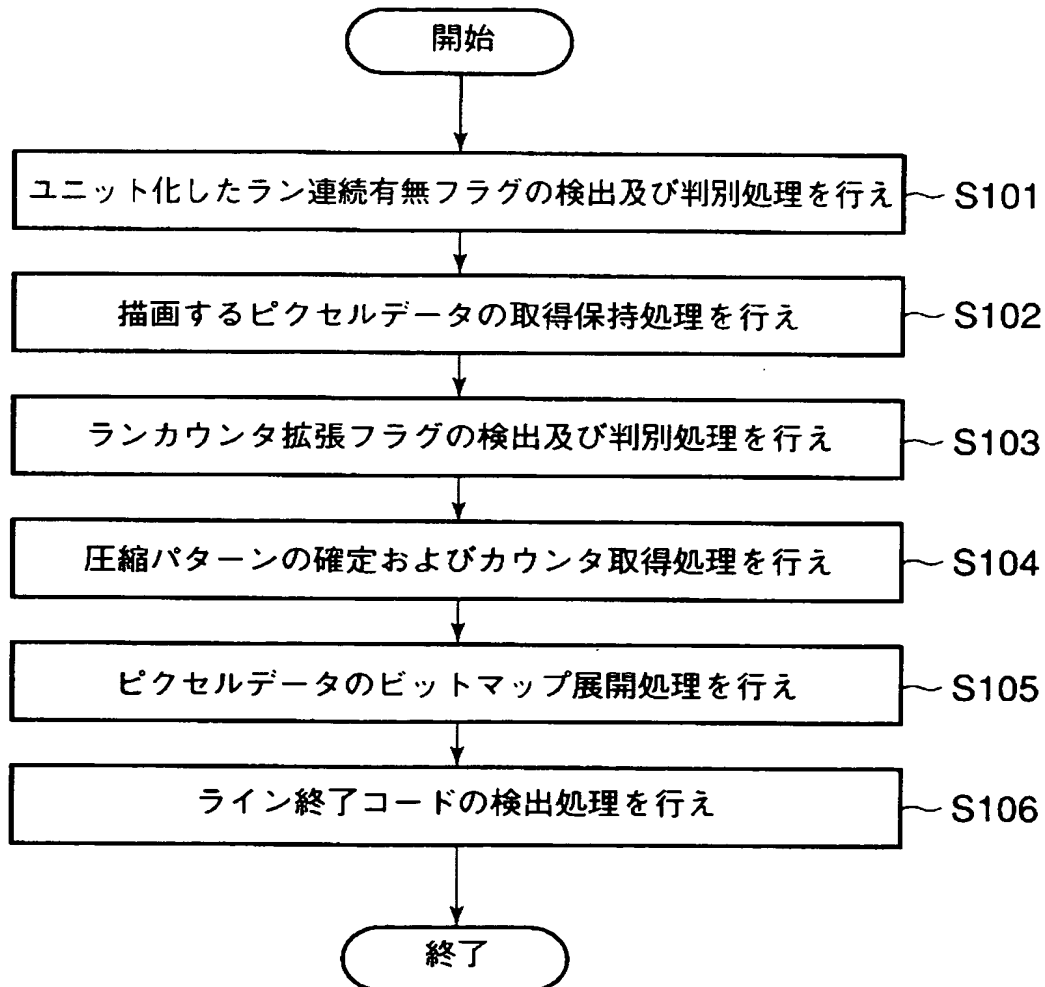 開始
ユニット化したラン連続有無フラグの検出及び判別処理を行え
S101
描画するピクセルデータの取得保持処理を行え
S102
ランカウンタ拡張フラグの検出及び判別処理を行え
S103
圧縮パターンの確定およびカウンタ取得処理を行え
S104
ピクセルデータのビットマップ展開処理を行え
S105
ライン終了コードの検出処理を行え
S106
終了